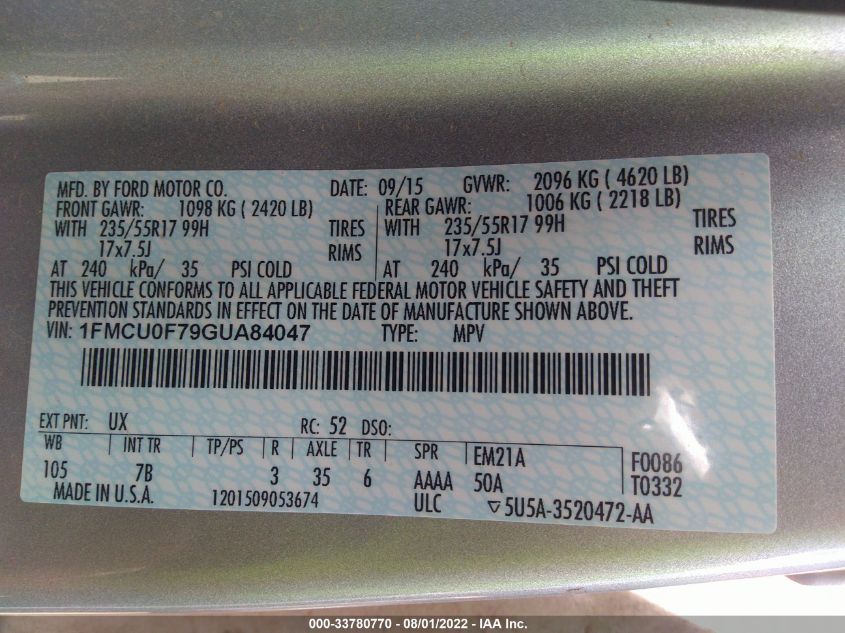 MFD. BY FORD MOTOR CO. DATE: 09/15 GVWR: 2096 KG ( 4620 LB)
FRONT GAWR: 1098 KG ( 2420 LB) REAR GAWR: 1006 KG ( 2218 LB)
WITH 235/55R17 99H TIRES WITH 235/55R17 99H TIRES
17x7.5J RIMS 17x7.5J RIMS
AT 240 kPa/ 35 PSI COLD AT 240 kPa/ 35 PSI COLD
THIS VEHICLE CONFORMS TO ALL APPLICABLE FEDERAL MOTOR VEHICLE SAFETY AND THEFT
PREVENTION STANDARDS IN EFFECT ON THE DATE OF MANUFACTURE SHOWN ABOVE.
VIN: 1FMCU0F79GUA84047 TYPE: MPV
EXT PNT: UX RC: 52 DSO:
WB INT TR TP/PS R AXLE TR SPR EM21A F0086
105 7B 3 35 6 AAAA 50A T0332
MADE IN U.S.A. 1201509053674 ULC ▽5U5A-3520472-AA
000-33780770 - 08/01/2022 - IAA Inc.